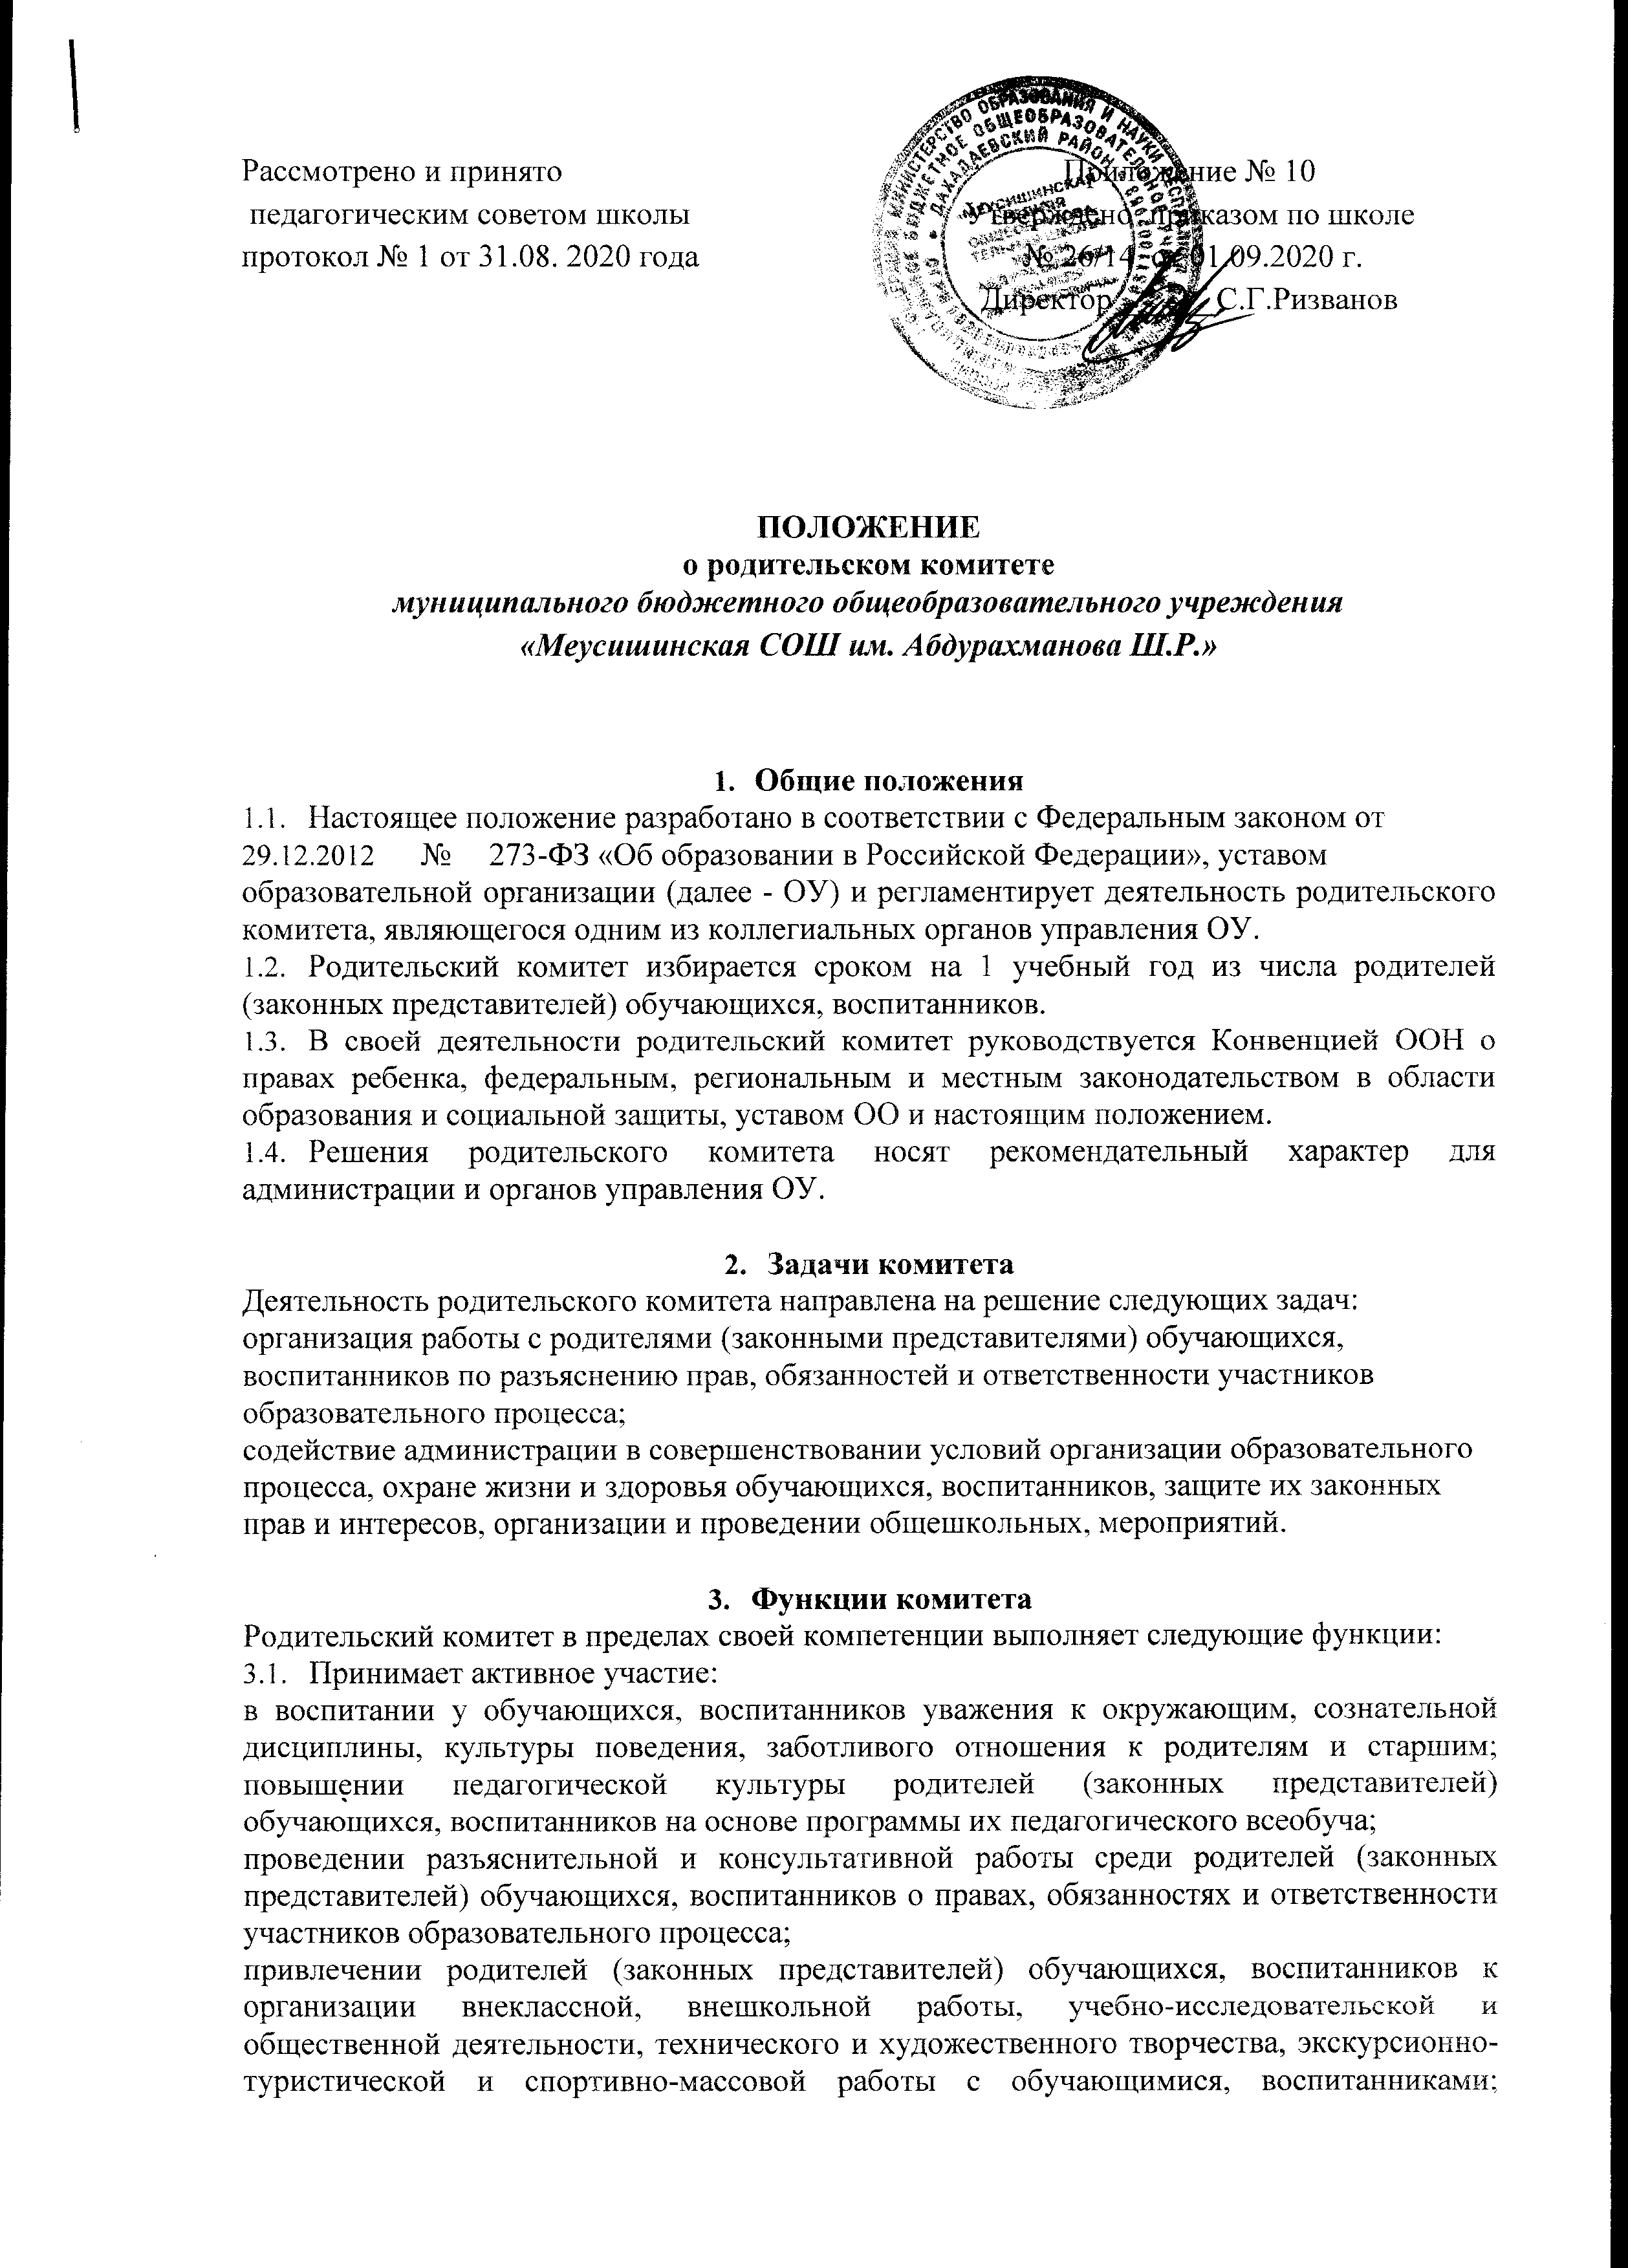 Рассмотрено и принято
педагогическим советом школы
протокол № 1 от 31.08. 2020 года
Приложение № 10
Утверждено приказом по школе
№ 26/14 от 01.09.2020 г.
Директор С.Г.Ризванов
МИНИСТЕРСТВО ОБРАЗОВАНИЯ И НАУКИ
БЮДЖЕТНОЕ ОБЩЕОБРАЗОВАТЕЛЬНОЕ
ДАХАДАЕВСКИЙ РАЙОН
МЕУСИШИНСКАЯ
ПОЛОЖЕНИЕ
о родительском комитете
муниципального бюджетного общеобразовательного учреждения
«Меусишинская СОШ им. Абдурахманова Ш.Р.»
1. Общие положения
1.1. Настоящее положение разработано в соответствии с Федеральным законом от
29.12.2012 № 273-ФЗ «Об образовании в Российской Федерации», уставом
образовательной организации (далее - ОУ) и регламентирует деятельность родительского
комитета, являющегося одним из коллегиальных органов управления ОУ.
1.2. Родительский комитет избирается сроком на 1 учебный год из числа родителей
(законных представителей) обучающихся, воспитанников.
1.3. В своей деятельности родительский комитет руководствуется Конвенцией ООН о
правах ребенка, федеральным, региональным и местным законодательством в области
образования и социальной защиты, уставом ОО и настоящим положением.
1.4. Решения родительского комитета носят рекомендательный характер для
администрации и органов управления ОУ.
2. Задачи комитета
Деятельность родительского комитета направлена на решение следующих задач:
организация работы с родителями (законными представителями) обучающихся,
воспитанников по разъяснению прав, обязанностей и ответственности участников
образовательного процесса;
содействие администрации в совершенствовании условий организации образовательного
процесса, охране жизни и здоровья обучающихся, воспитанников, защите их законных
прав и интересов, организации и проведении общешкольных, мероприятий.
3. Функции комитета
Родительский комитет в пределах своей компетенции выполняет следующие функции:
3.1. Принимает активное участие:
в воспитании у обучающихся, воспитанников уважения к окружающим, сознательной
дисциплины, культуры поведения, заботливого отношения к родителям и старшим;
повышении педагогической культуры родителей (законных представителей)
обучающихся, воспитанников на основе программы их педагогического всеобуча;
проведении разъяснительной и консультативной работы среди родителей (законных
представителей) обучающихся, воспитанников о правах, обязанностях и ответственности
участников образовательного процесса;
привлечении родителей (законных представителей) обучающихся, воспитанников к
организации внеклассной, внешкольной работы, учебно-исследовательской и
общественной деятельности, технического и художественного творчества, экскурсионно-
туристической и спортивно-массовой работы с обучающимися, воспитанниками;